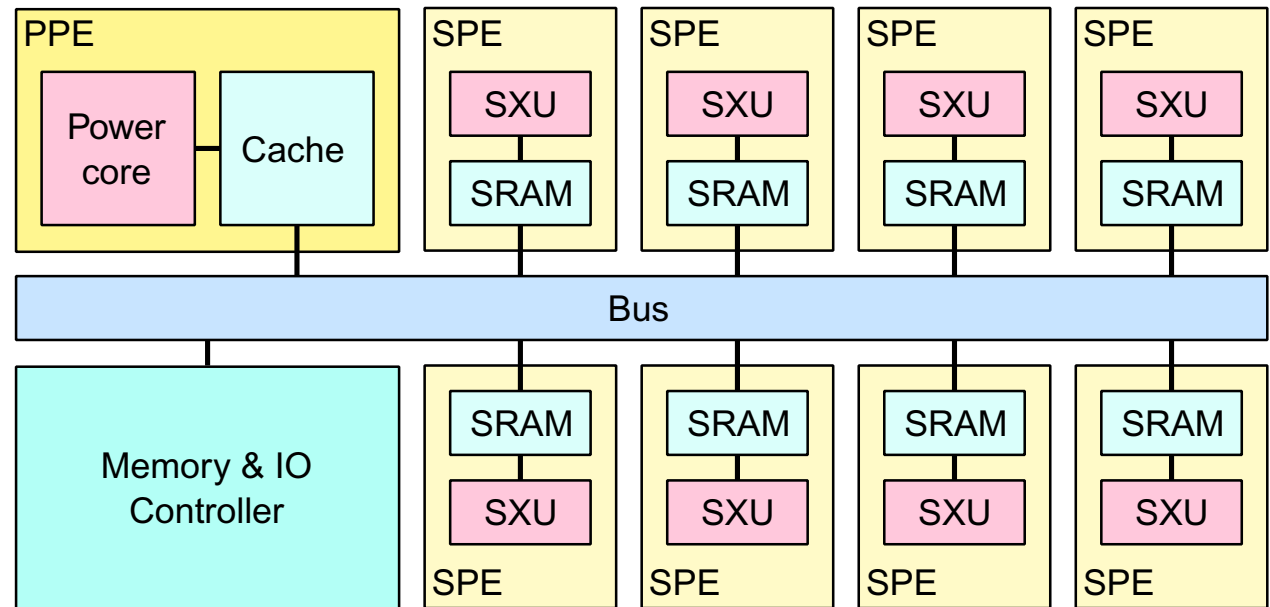 PPE
SPE
SPE
SPE
SPE
Power
core
Cache
SXU
SXU
SXU
SXU
SRAM
SRAM
SRAM
SRAM
Bus
Memory & IO
Controller
SRAM
SRAM
SRAM
SRAM
SXU
SXU
SXU
SXU
SPE
SPE
SPE
SPE